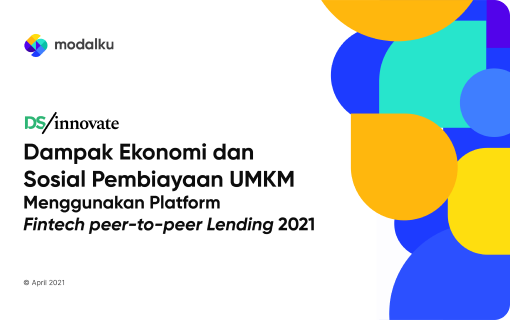 modalku
DS/innovate
Dampak Ekonomi dan
Sosial Pembiayaan UMKM
Menggunakan Platform
Fintech peer-to-peer Lending 2021
© April 2021